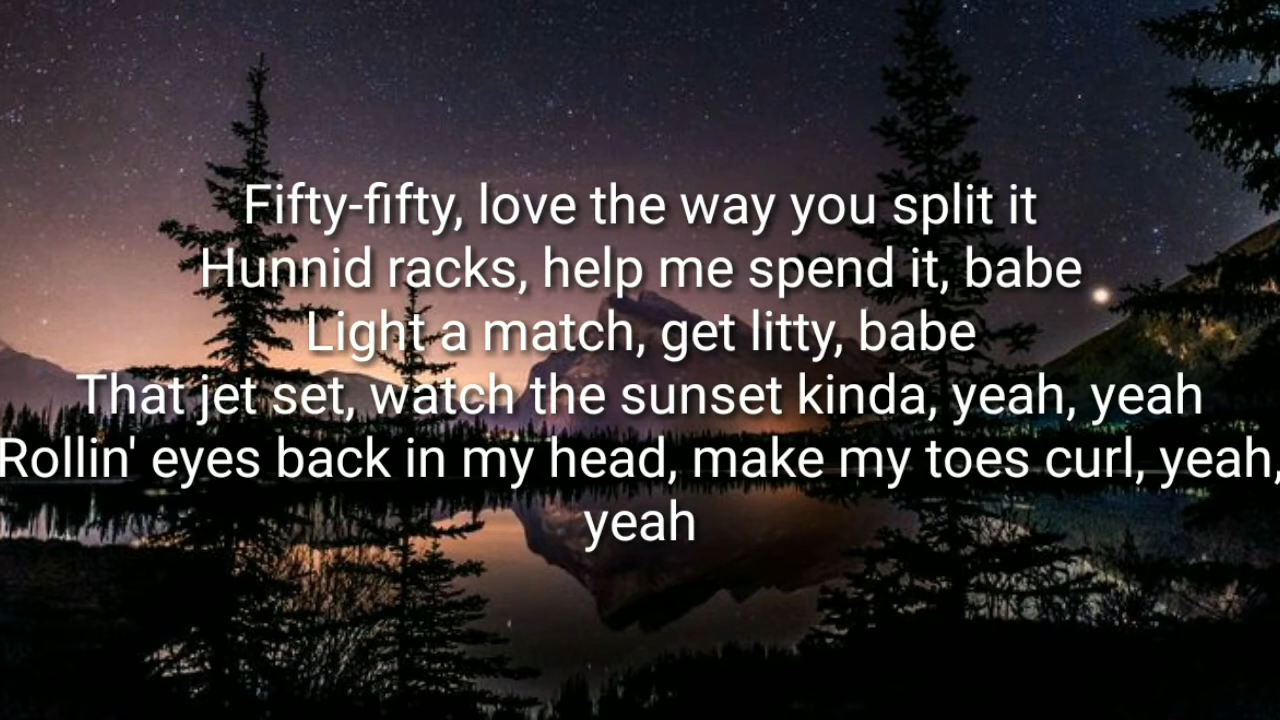 Fifty-fifty, love the way you split it
Hunnid racks, help me spend it, babe
Light a match, get litty, babe
That jet set, watch the sunset kinda, yeah, yeah
Rollin' eyes back in my head, make my toes curl, yeah,
yeah